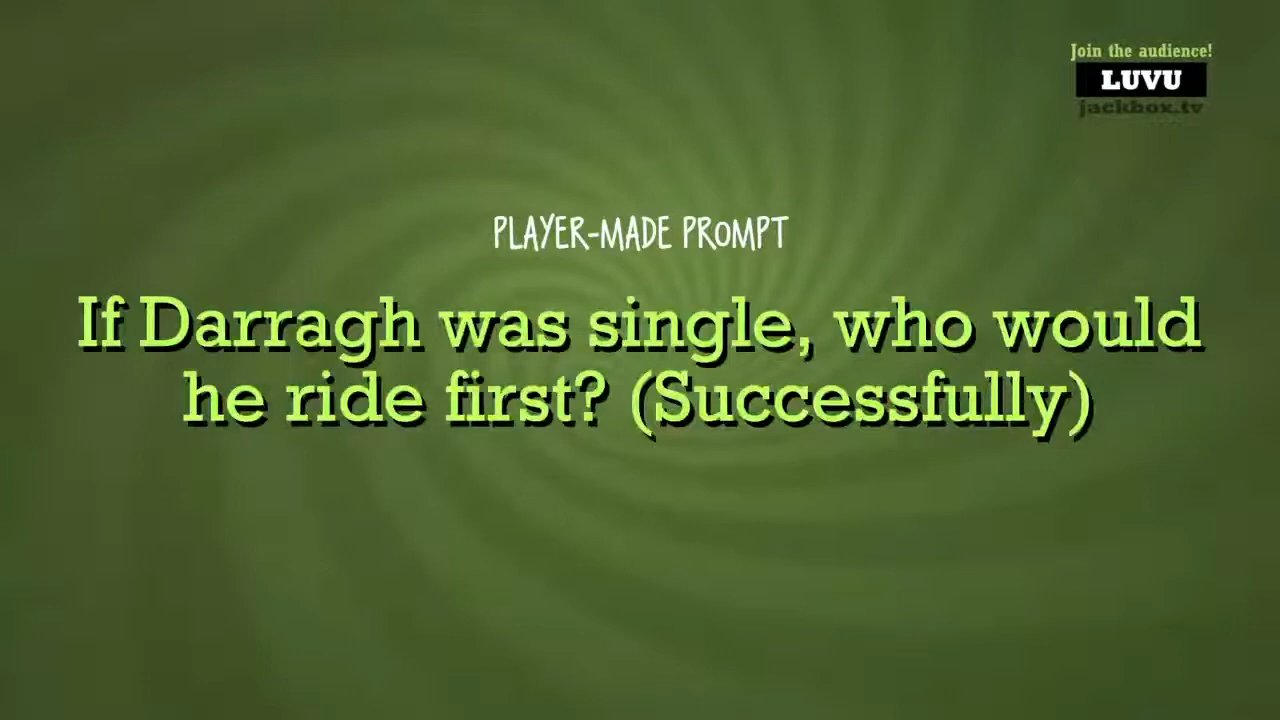 Join the audience!
LUVU
jackbox.tv
PLAYER-MADE PROMPT
If Darragh was single, who would
he ride first? (Successfully)